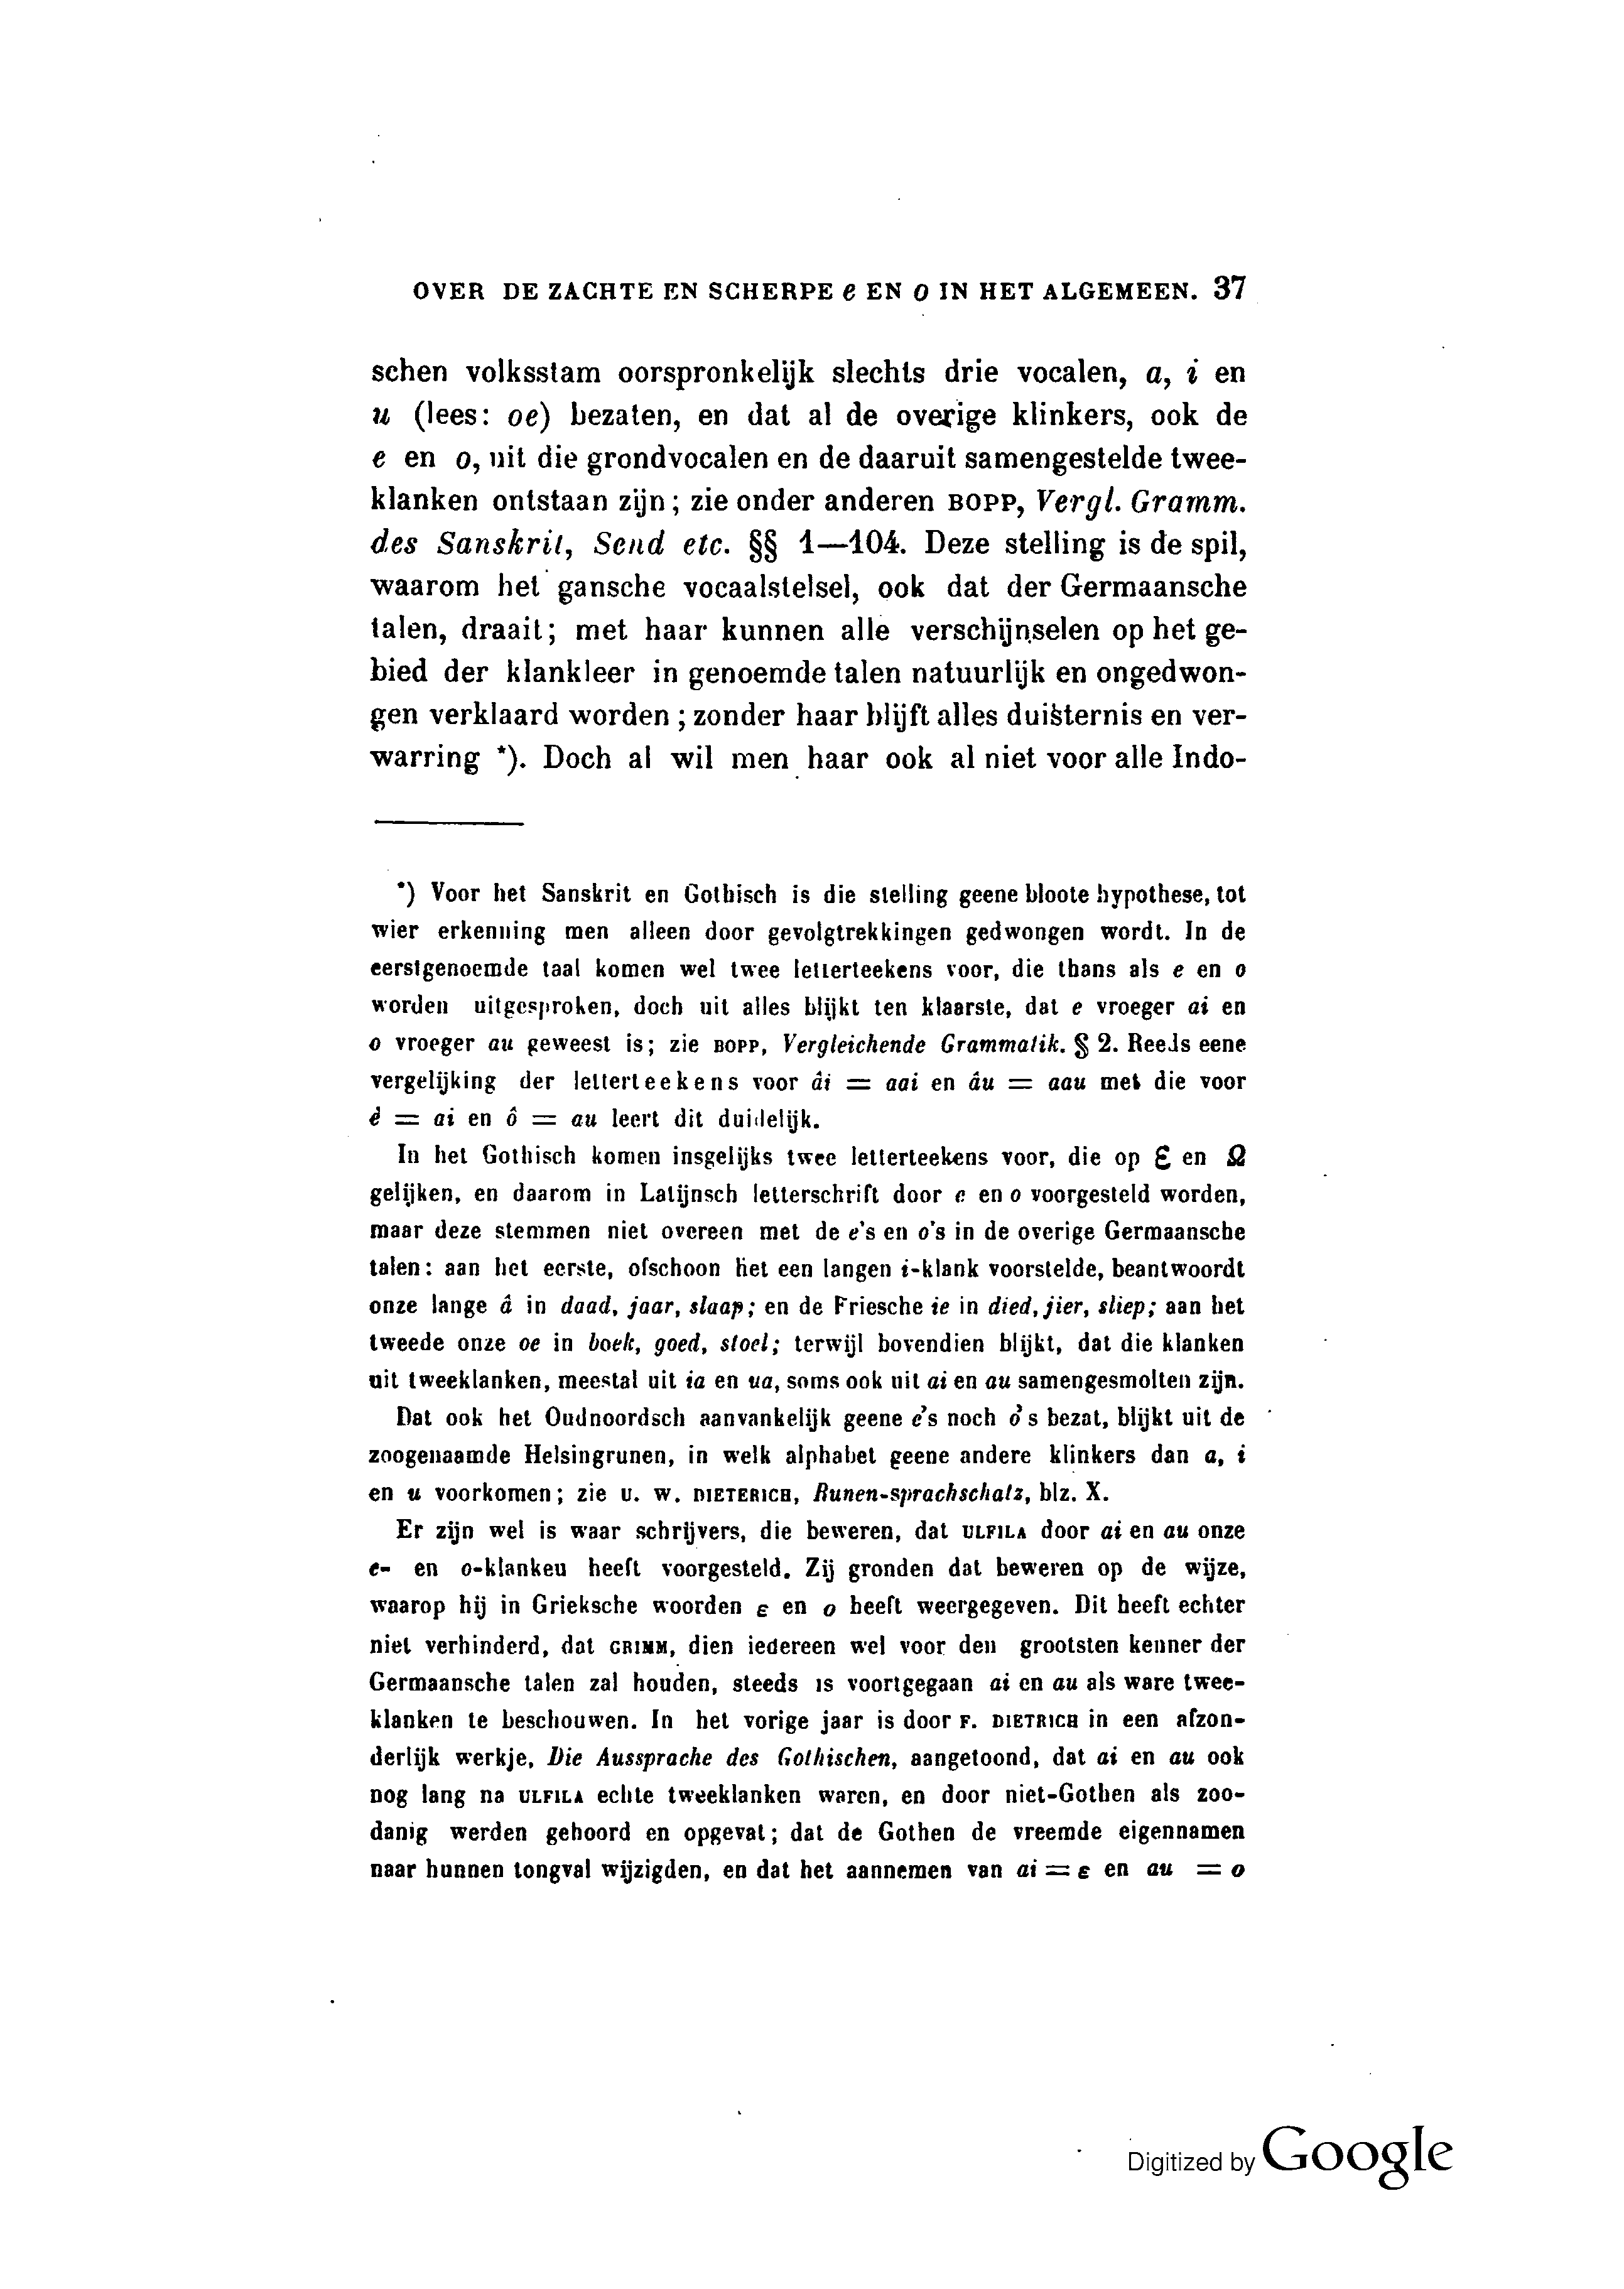 OVER DE ZACHTE EN SCHERPE e EN o IN HET ALGEMEEN. 37
schen volksstam oorspronkelijk slechts drie vocalen, a, i en
u (lees: oe) bezaten, en dat al de overige klinkers, ook de
e en o, uit die grondvocalen en de daaruit samengestelde twee-
klanken ontstaan zijn; zie onder anderen BOPP, Vergl. Gramm.
des Sanskrit, Send etc. §§ 1—104. Deze stelling is de spil,
waarom het gansche vocaalstelsel, ook dat der Germaansche
talen, draait; met haar kunnen alle verschijnselen op het ge-
bied der klankleer in genoemde talen natuurlijk en ongedwon-
gen verklaard worden; zonder haar blijft alles duisternis en ver-
warring *). Doch al wil men haar ook al niet voor alle Indo-
*) Voor het Sanskrit en Gothisch is die stelling geene bloote hypothese, tot
wier erkenning men alleen door gevolgtrekkingen gedwongen wordt. In de
eerstgenoemde taal komen wel twee letterteekens voor, die thans als e en o
worden uitgesproken, doch uit alles blijkt ten klaarste, dat e vroeger ai en
o vroeger au geweest is; zie BOPP, Vergleichende Grammatik. § 2. Reeds eene
vergelijking der letterteekens voor âi = aai en âu = aau met die voor
ê = ai en ô = au leert dit duidelijk.
In het Gothisch komen insgelijks twee letterteekens voor, die op Ɛ en Ω
gelijken, en daarom in Latijnsch letterschrift door e en o voorgesteld worden,
maar deze stemmen niet overeen met de e's en o's in de overige Germaansche
talen: aan het eerste, ofschoon het een langen i-klank voorstelde, beantwoordt
onze lange â in daad, jaar, slaap; en de Friesche ie in died, jier, sliep; aan het
tweede onze oe in boek, goed, stoel; terwijl bovendien blijkt, dat die klanken
uit tweeklanken, meestal uit ia en ua, soms ook uit ai en au samengesmolten zijn.
Dat ook het Oudnoordsch aanvankelijk geene e's noch o's bezat, blijkt uit de
zoogenaamde Helsingrunen, in welk alphabet geene andere klinkers dan a, i
en u voorkomen; zie U. W. DIETERICH, Runen-sprachschatz, blz. X.
Er zijn wel is waar schrijvers, die beweren, dat ULFILA door ai en au onze
e- en o-klanken heeft voorgesteld. Zij gronden dat beweren op de wijze,
waarop hij in Grieksche woorden ε en o heeft weergegeven. Dit heeft echter
niet verhinderd, dat GRIMM, dien iedereen wel voor den grootsten kenner der
Germaansche talen zal houden, steeds is voortgegaan ai en au als ware twee-
klanken te beschouwen. In het vorige jaar is door F. DIETRICH in een afzon-
derlijk werkje, Die Aussprache des Gothischen, aangetoond, dat ai en au ook
nog lang na ULFILA echte tweeklanken waren, en door niet-Gothen als zoo-
danig werden gehoord en opgevat; dat de Gothen de vreemde eigennamen
naar hunnen tongval wijzigden, en dat het aannemen van ai = ε en au = o
Digitized by Google